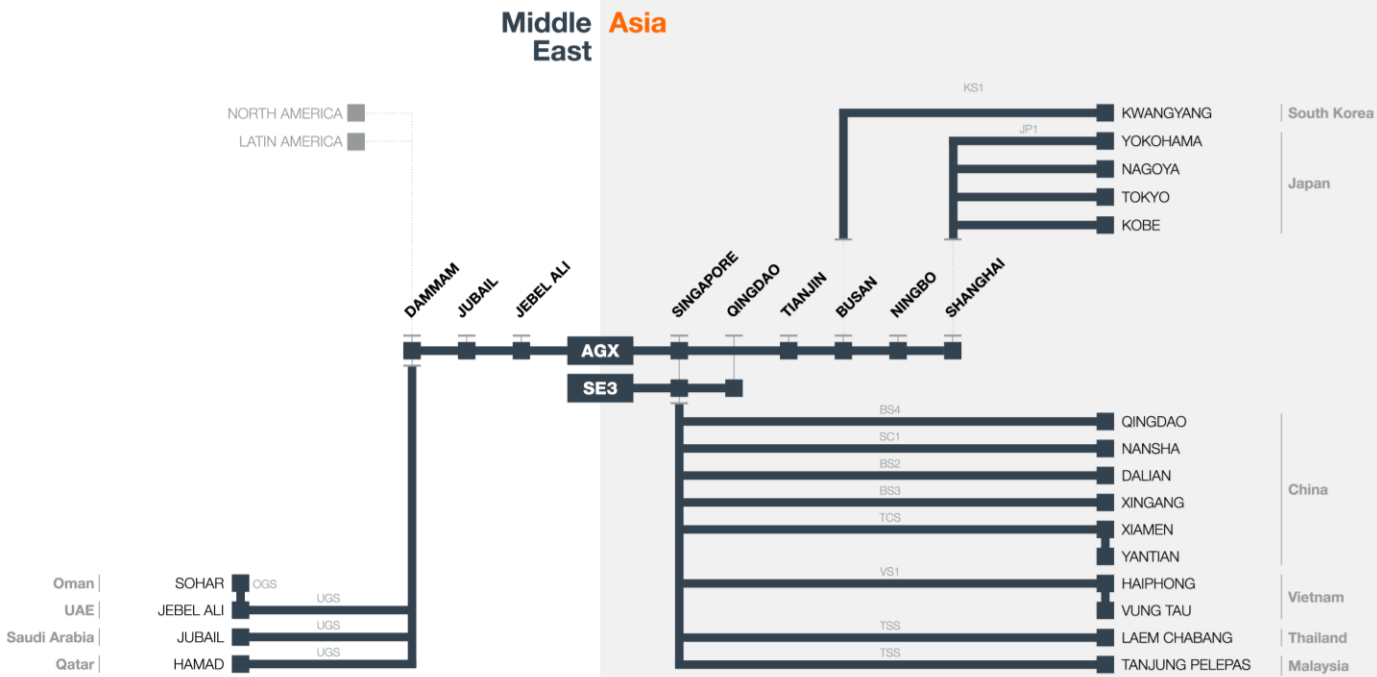 Middle East
Asia
KS1
NORTH AMERICA
KWANGYANG
South Korea
LATIN AMERICA
JP1
YOKOHAMA
NAGOYA
Japan
TOKYO
KOBE
DAMMAM
JUBAIL
JEBEL ALI
SINGAPORE
QINGDAO
TIANJIN
BUSAN
NINGBO
SHANGHAI
AGX
SE3
BS4
QINGDAO
SC1
NANSHA
BS2
DALIAN
China
BS3
XINGANG
TCS
XIAMEN
YANTIAN
Oman
SOHAR
OGS
VS1
HAIPHONG
Vietnam
UAE
JEBEL ALI
UGS
VUNG TAU
Saudi Arabia
JUBAIL
UGS
TSS
LAEM CHABANG
Thailand
Qatar
HAMAD
UGS
TSS
TANJUNG PELEPAS
Malaysia